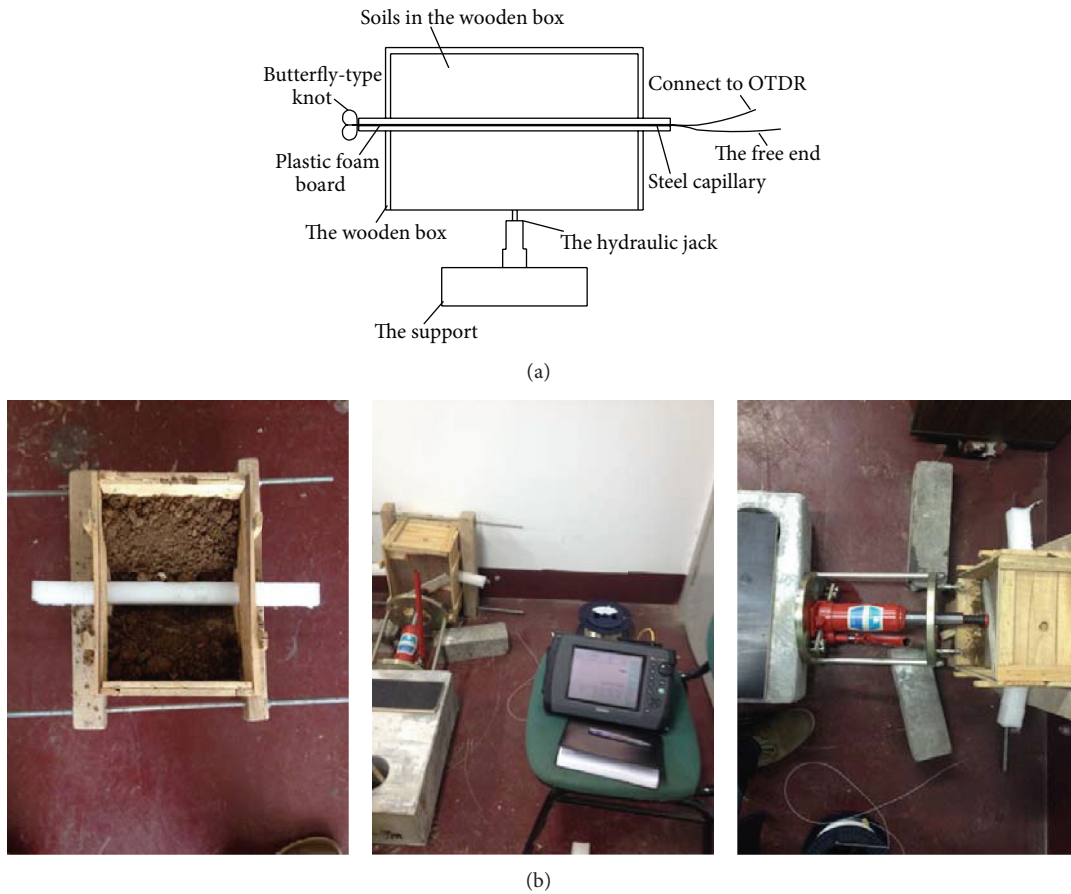 Soils in the wooden box
Butterfly-type
knot
Connect to OTDR
The free end
Plastic foam
board
Steel capillary
The wooden box
The hydraulic jack
The support
(a)
(b)